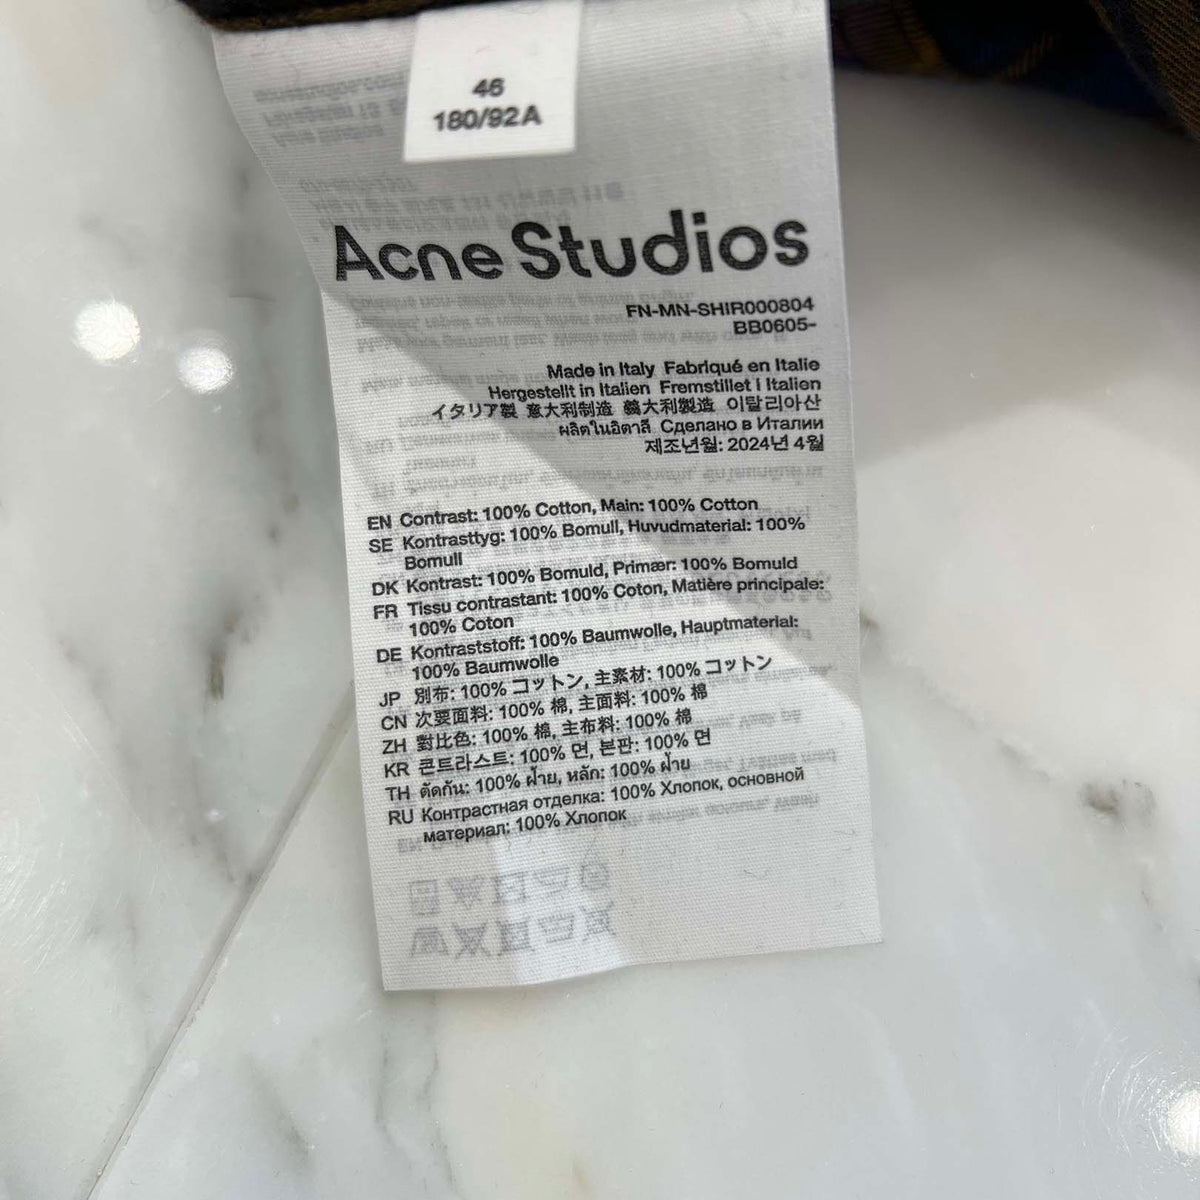 46
180/92A
Acne Studios
FN-MN-SHIR000804
BB0605-
Made in Italy Fabriqué en Italie
Hergestellt in Italien Fremstillet i Italien
イタリア製 意大利制造 義大利製造 이탈리아산
ผลิตในอิตาลี Сделано в Италии
제조년월: 2024년 4월
EN Contrast: 100% Cotton, Main: 100% Cotton
SE Kontrasttyg: 100% Bomull, Huvudmaterial: 100%
Bomull
DK Kontrast: 100% Bomuld, Primær: 100% Bomuld
FR Tissu contrastant: 100% Coton, Matière principale:
100% Coton
DE Kontraststoff: 100% Baumwolle, Hauptmaterial:
100% Baumwolle
JP 別布: 100% コットン, 主素材: 100% コットン
CN 次要面料: 100% 棉, 主面料: 100% 棉
ZH 對比色: 100% 棉, 主布料: 100% 棉
KR 콘트라스트: 100% 면, 본판: 100% 면
TH ตัดกัน: 100% ฝ้าย, หลัก: 100% ฝ้าย
RU Контрастная отделка: 100% Хлопок, основной
материал: 100% Хлопок